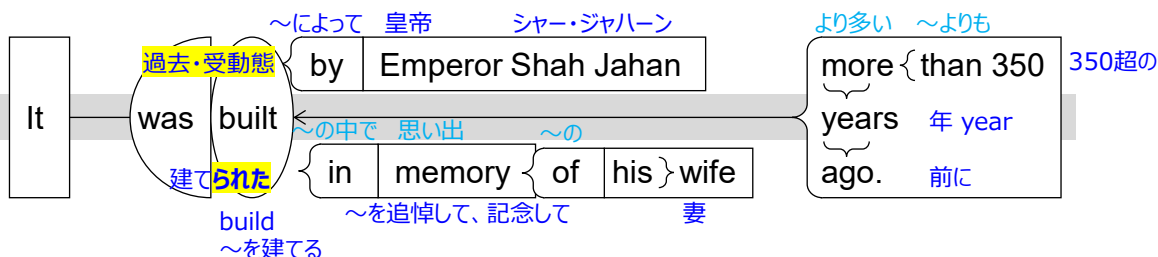 ～によって 皇帝 シャー・ジャハーン より多い ～よりも
過去・受動態 by Emperor Shah Jahan more than 350 350超の
It was built years 年 year
～の中で 思い出 ～の
建てられた in memory of his wife ago. 前に
～を追悼して、記念して 妻
build
～を建てる